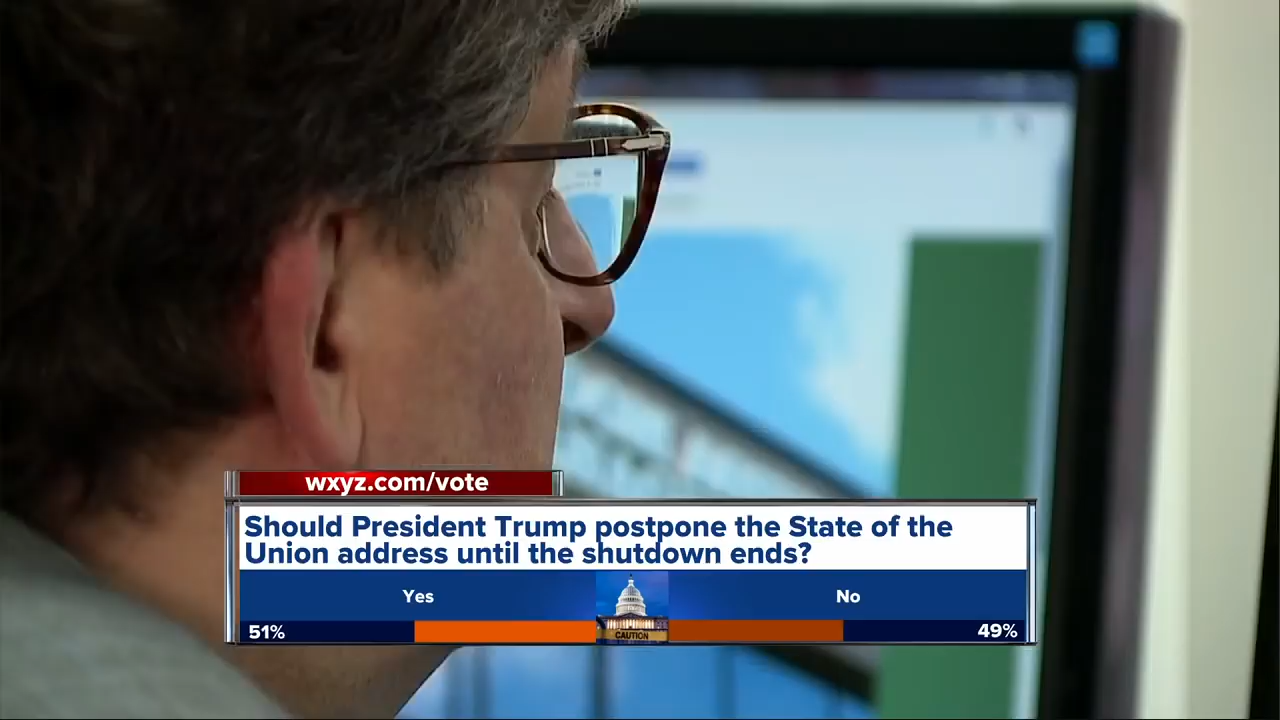 wxyz.com/vote
Should President Trump postpone the State of the
Union address until the shutdown ends?
Yes
No
CAUTION
51%
49%